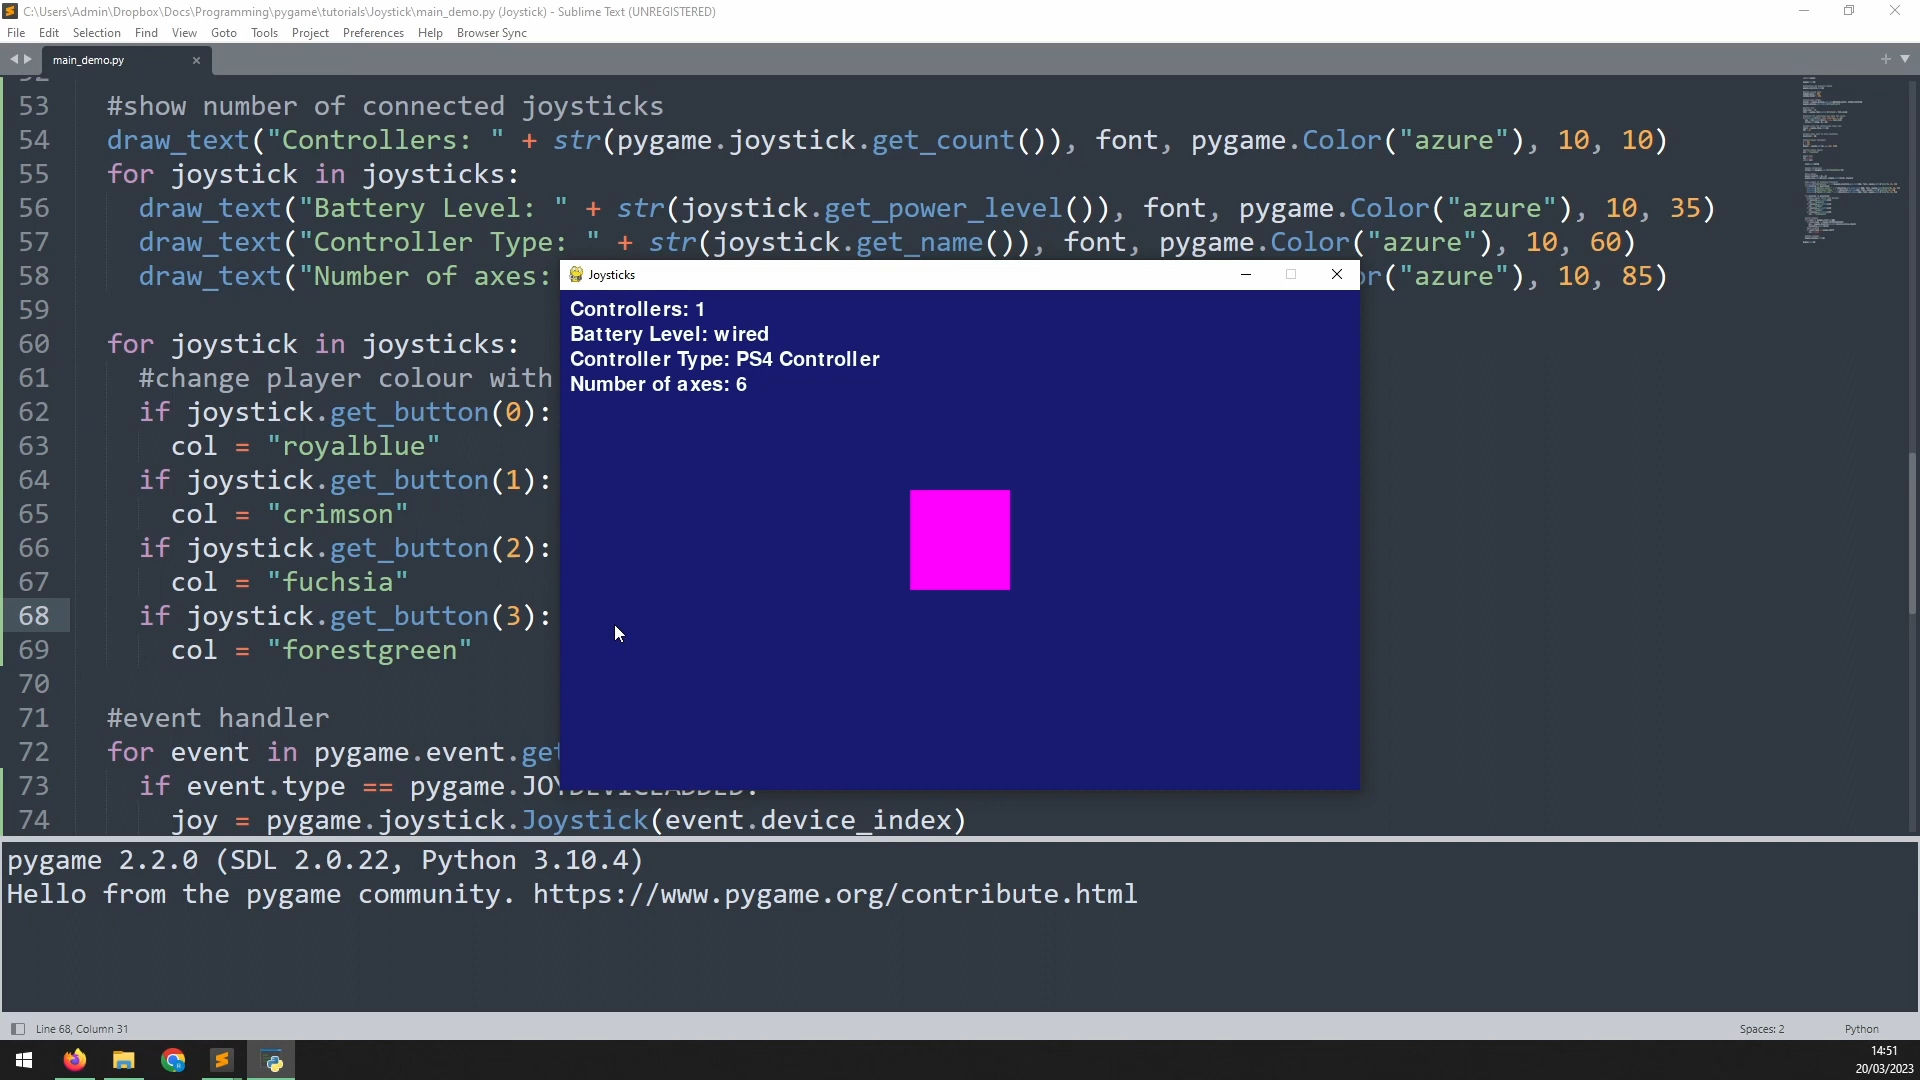 C:\Users\Admin\Dropbox\Docs\Programming\pygame\tutorials\Joystick\main_demo.py (Joystick) - Sublime Text (UNREGISTERED)
File Edit Selection Find View Goto Tools Project Preferences Help Browser Sync
main_demo.py
53 #show number of connected joysticks
54 draw_text("Controllers: " + str(pygame.joystick.get_count()), font, pygame.Color("azure"), 10, 10)
55 for joystick in joysticks:
56 draw_text("Battery Level: " + str(joystick.get_power_level()), font, pygame.Color("azure"), 10, 35)
57 draw_text("Controller Type: " + str(joystick.get_name()), font, pygame.Color("azure"), 10, 60)
58 draw_text("Number of axes: ("azure"), 10, 85)
59
60 for joystick in joysticks:
61 #change player colour with
62 if joystick.get_button(0):
63 col = "royalblue"
64 if joystick.get_button(1):
65 col = "crimson"
66 if joystick.get_button(2):
67 col = "fuchsia"
68 if joystick.get_button(3):
69 col = "forestgreen"
70
71 #event handler
72 for event in pygame.event.get
73 if event.type == pygame.JOYDEVICEADDED:
74 joy = pygame.joystick.Joystick(event.device_index)
Joysticks
Controllers: 1
Battery Level: wired
Controller Type: PS4 Controller
Number of axes: 6
pygame 2.2.0 (SDL 2.0.22, Python 3.10.4)
Hello from the pygame community. https://www.pygame.org/contribute.html
Line 68, Column 31
Spaces: 2
Python
14:51
20/03/2023